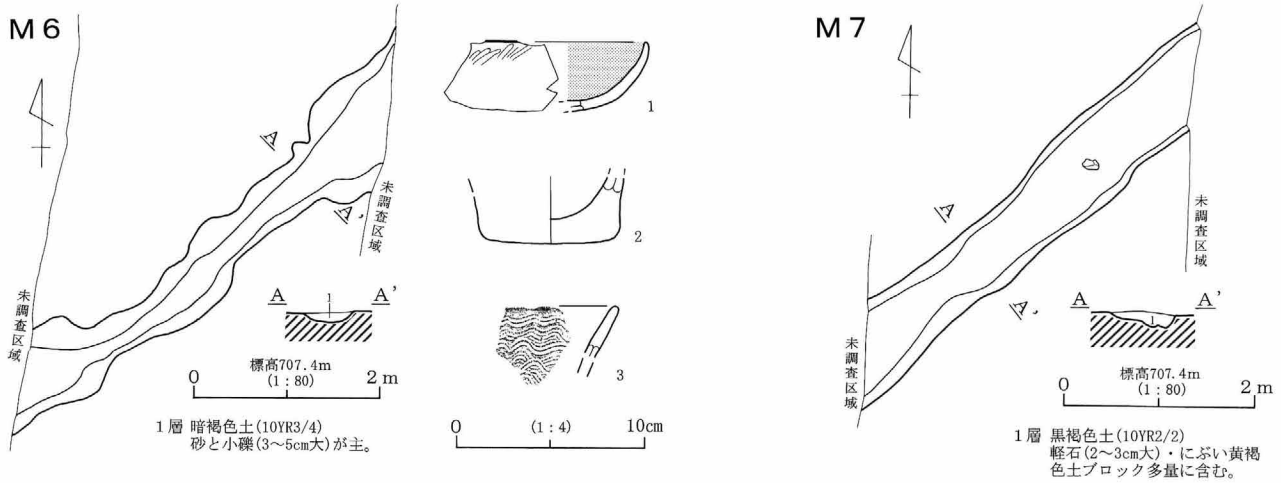 M6
A
A'
未調査区域
未調査区域
A
A'
1
標高707.4m
(1:80)
0
2m
1層 暗褐色土(10YR3/4)
砂と小礫(3〜5cm大)が主。
1
2
3
0
(1:4)
10cm
M7
A
A'
未調査区域
未調査区域
A
A'
1
標高707.4m
(1:80)
0
2m
1層 黒褐色土(10YR2/2)
軽石(2〜3cm大)・にぶい黄褐
色土ブロック多量に含む。